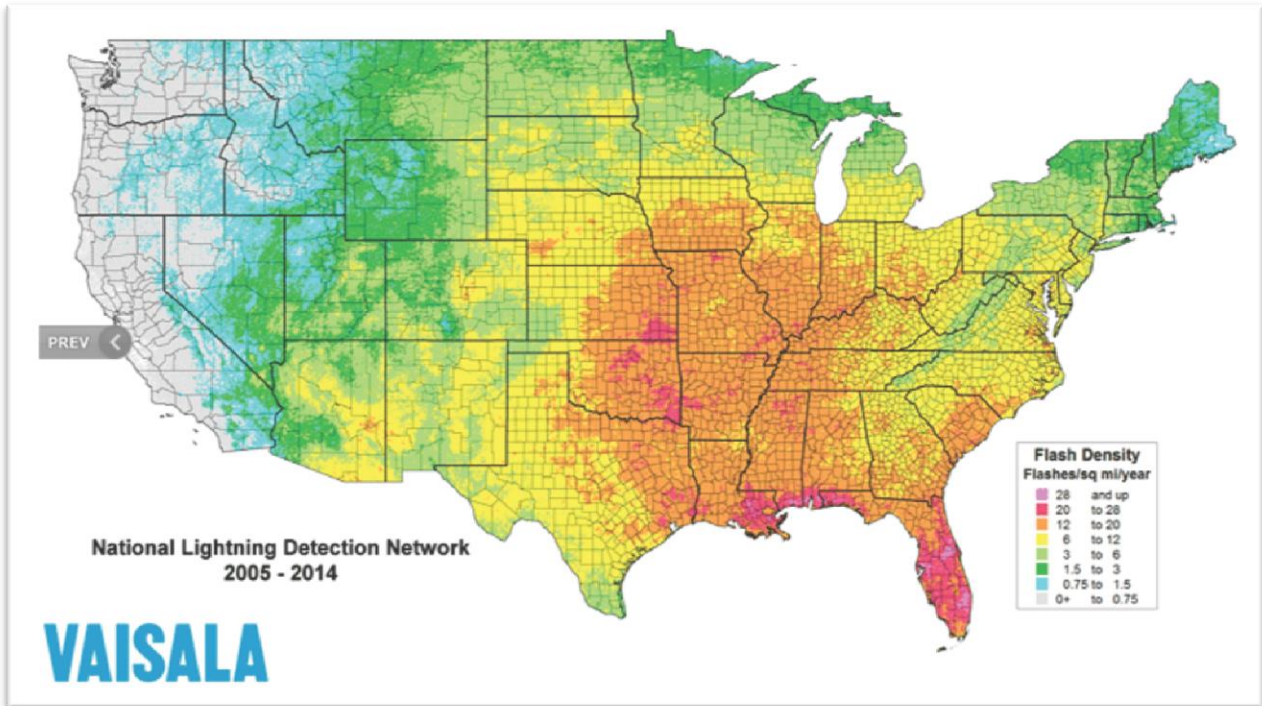 PREV
National Lightning Detection Network
2005 - 2014
VAISALA
Flash Density
Flashes/sq mi/year
28 and up
20 to 28
12 to 20
6 to 12
3 to 6
1.5 to 3
0.75 to 1.5
0+ to 0.75